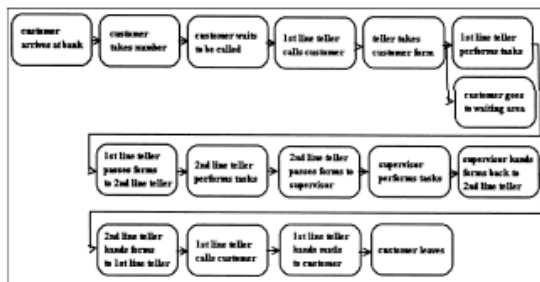 customer
arrives at bank
customer
takes number
customer waits
to be called
1st line teller
calls customer
teller takes
customer form
1st line teller
performs tasks
customer goes
to waiting area
1st line teller
passes forms
to 2nd line teller
2nd line teller
performs tasks
2nd line teller
passes forms to
supervisor
supervisor
performs tasks
supervisor hands
forms back to
2nd line teller
2nd line teller
hands forms
to 1st line teller
1st line teller
calls customer
1st line teller
hands
to customer
customer leaves